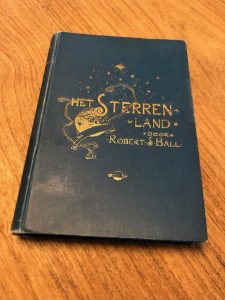 HET STERREN
LAND
DOOR
ROBERT S BALL